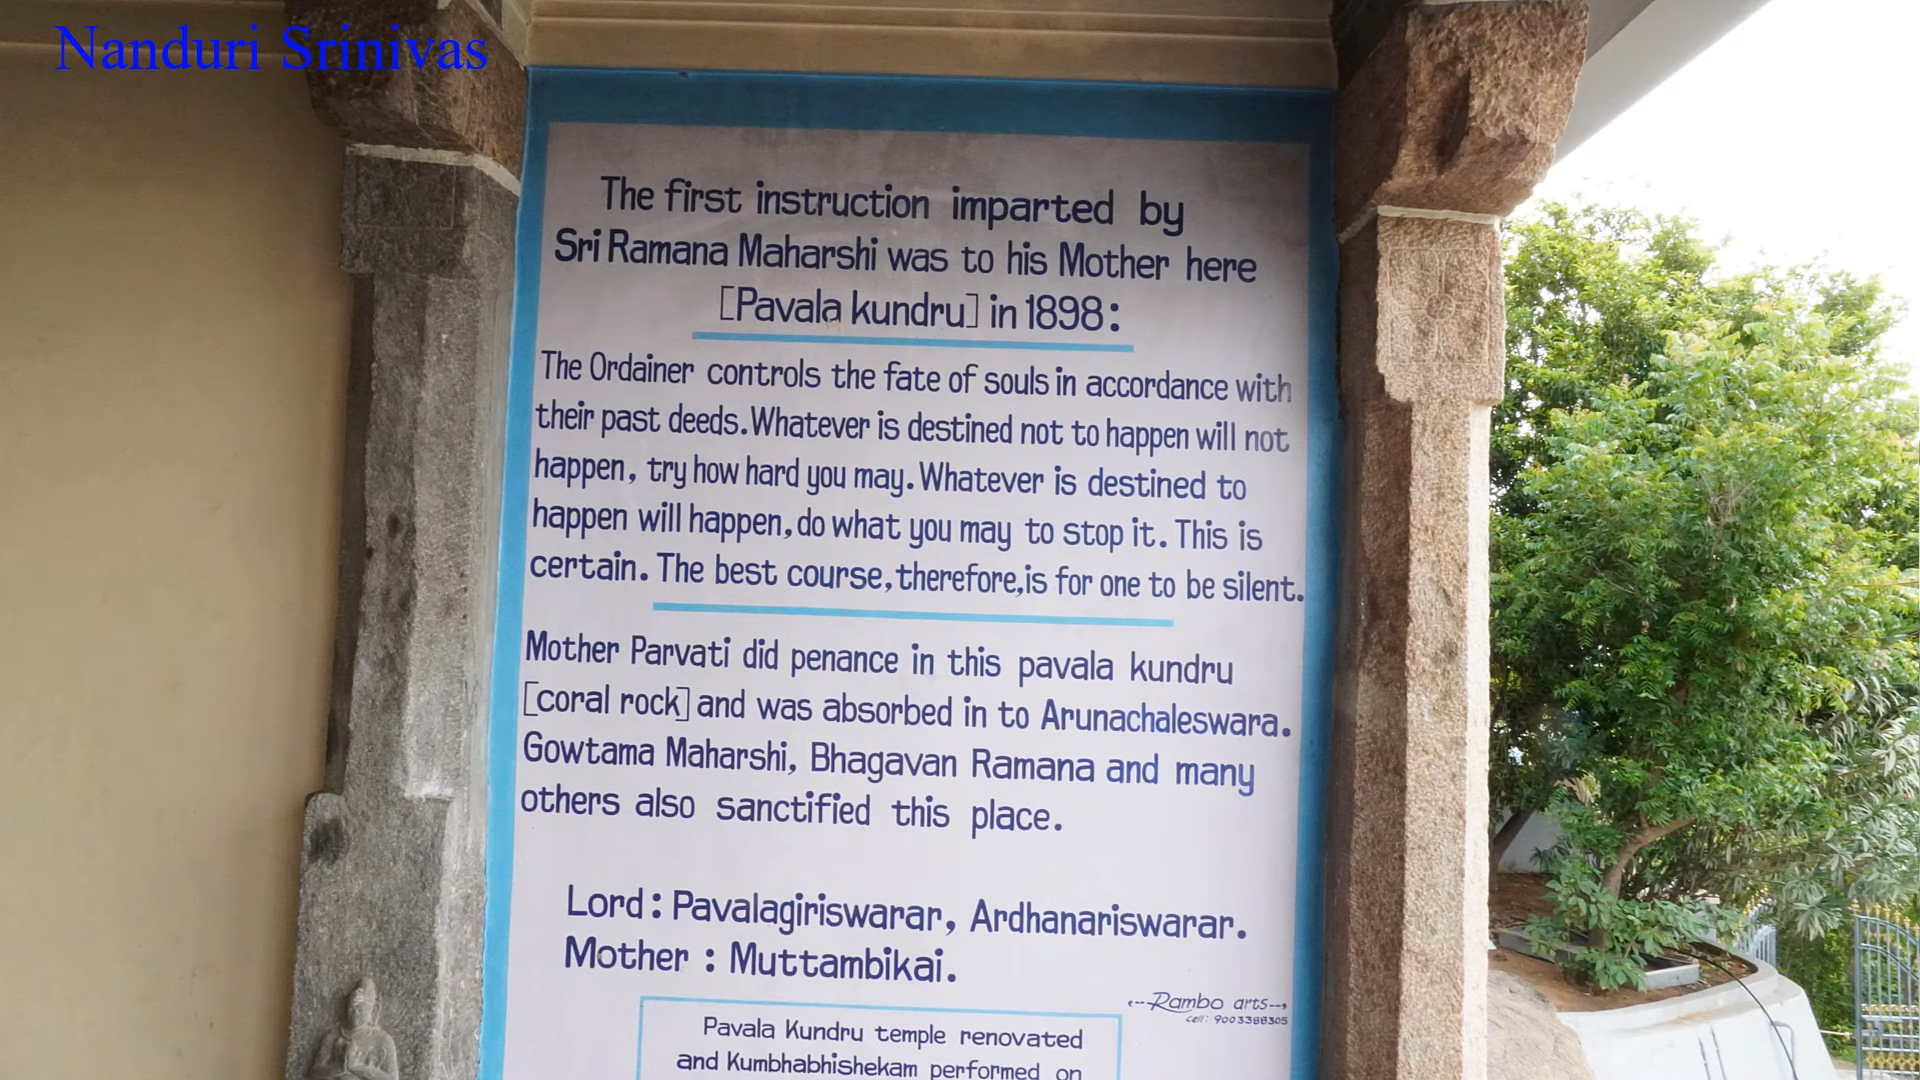 Nanduri Srinivas
The first instruction imparted by
Sri Ramana Maharshi was to his Mother here
[Pavala kundru] in 1898:
The Ordainer controls the fate of souls in accordance with
their past deeds. Whatever is destined not to happen will not
happen, try how hard you may. Whatever is destined to
happen will happen, do what you may to stop it. This is
certain. The best course, therefore, is for one to be silent.
Mother Parvati did penance in this pavala kundru
[coral rock] and was absorbed in to Arunachaleswara.
Gowtama Maharshi, Bhagavan Ramana and many
others also sanctified this place.
Lord : Pavalagiriswarar, Ardhanariswarar.
Mother : Muttambikai.
Rambo arts
cell: 9003388305
Pavala Kundru temple renovated
and Kumbhabhishekam performed on